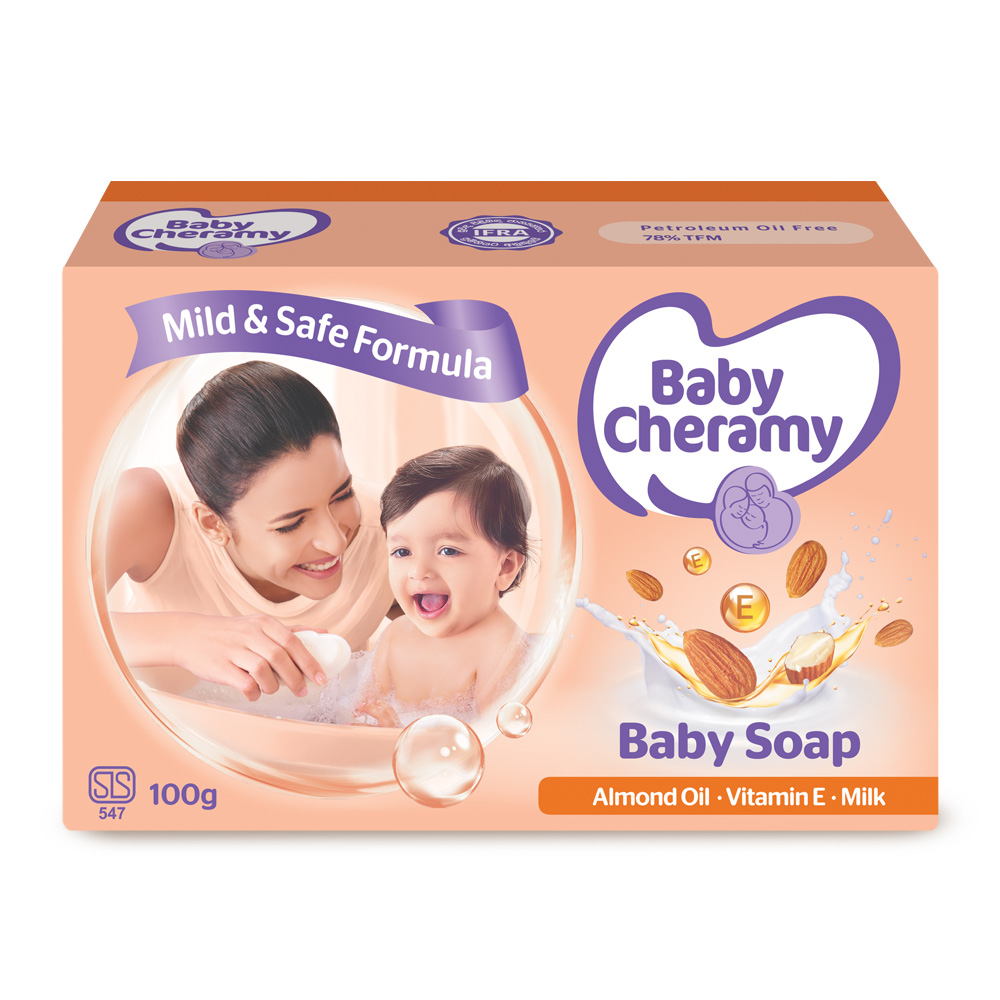 Baby
Cheramy
IFRA
Petroleum Oil Free
78% TFM
Mild & Safe Formula
Baby
Cheramy
E
E
Baby Soap
Almond Oil · Vitamin E · Milk
SLS
547
100g